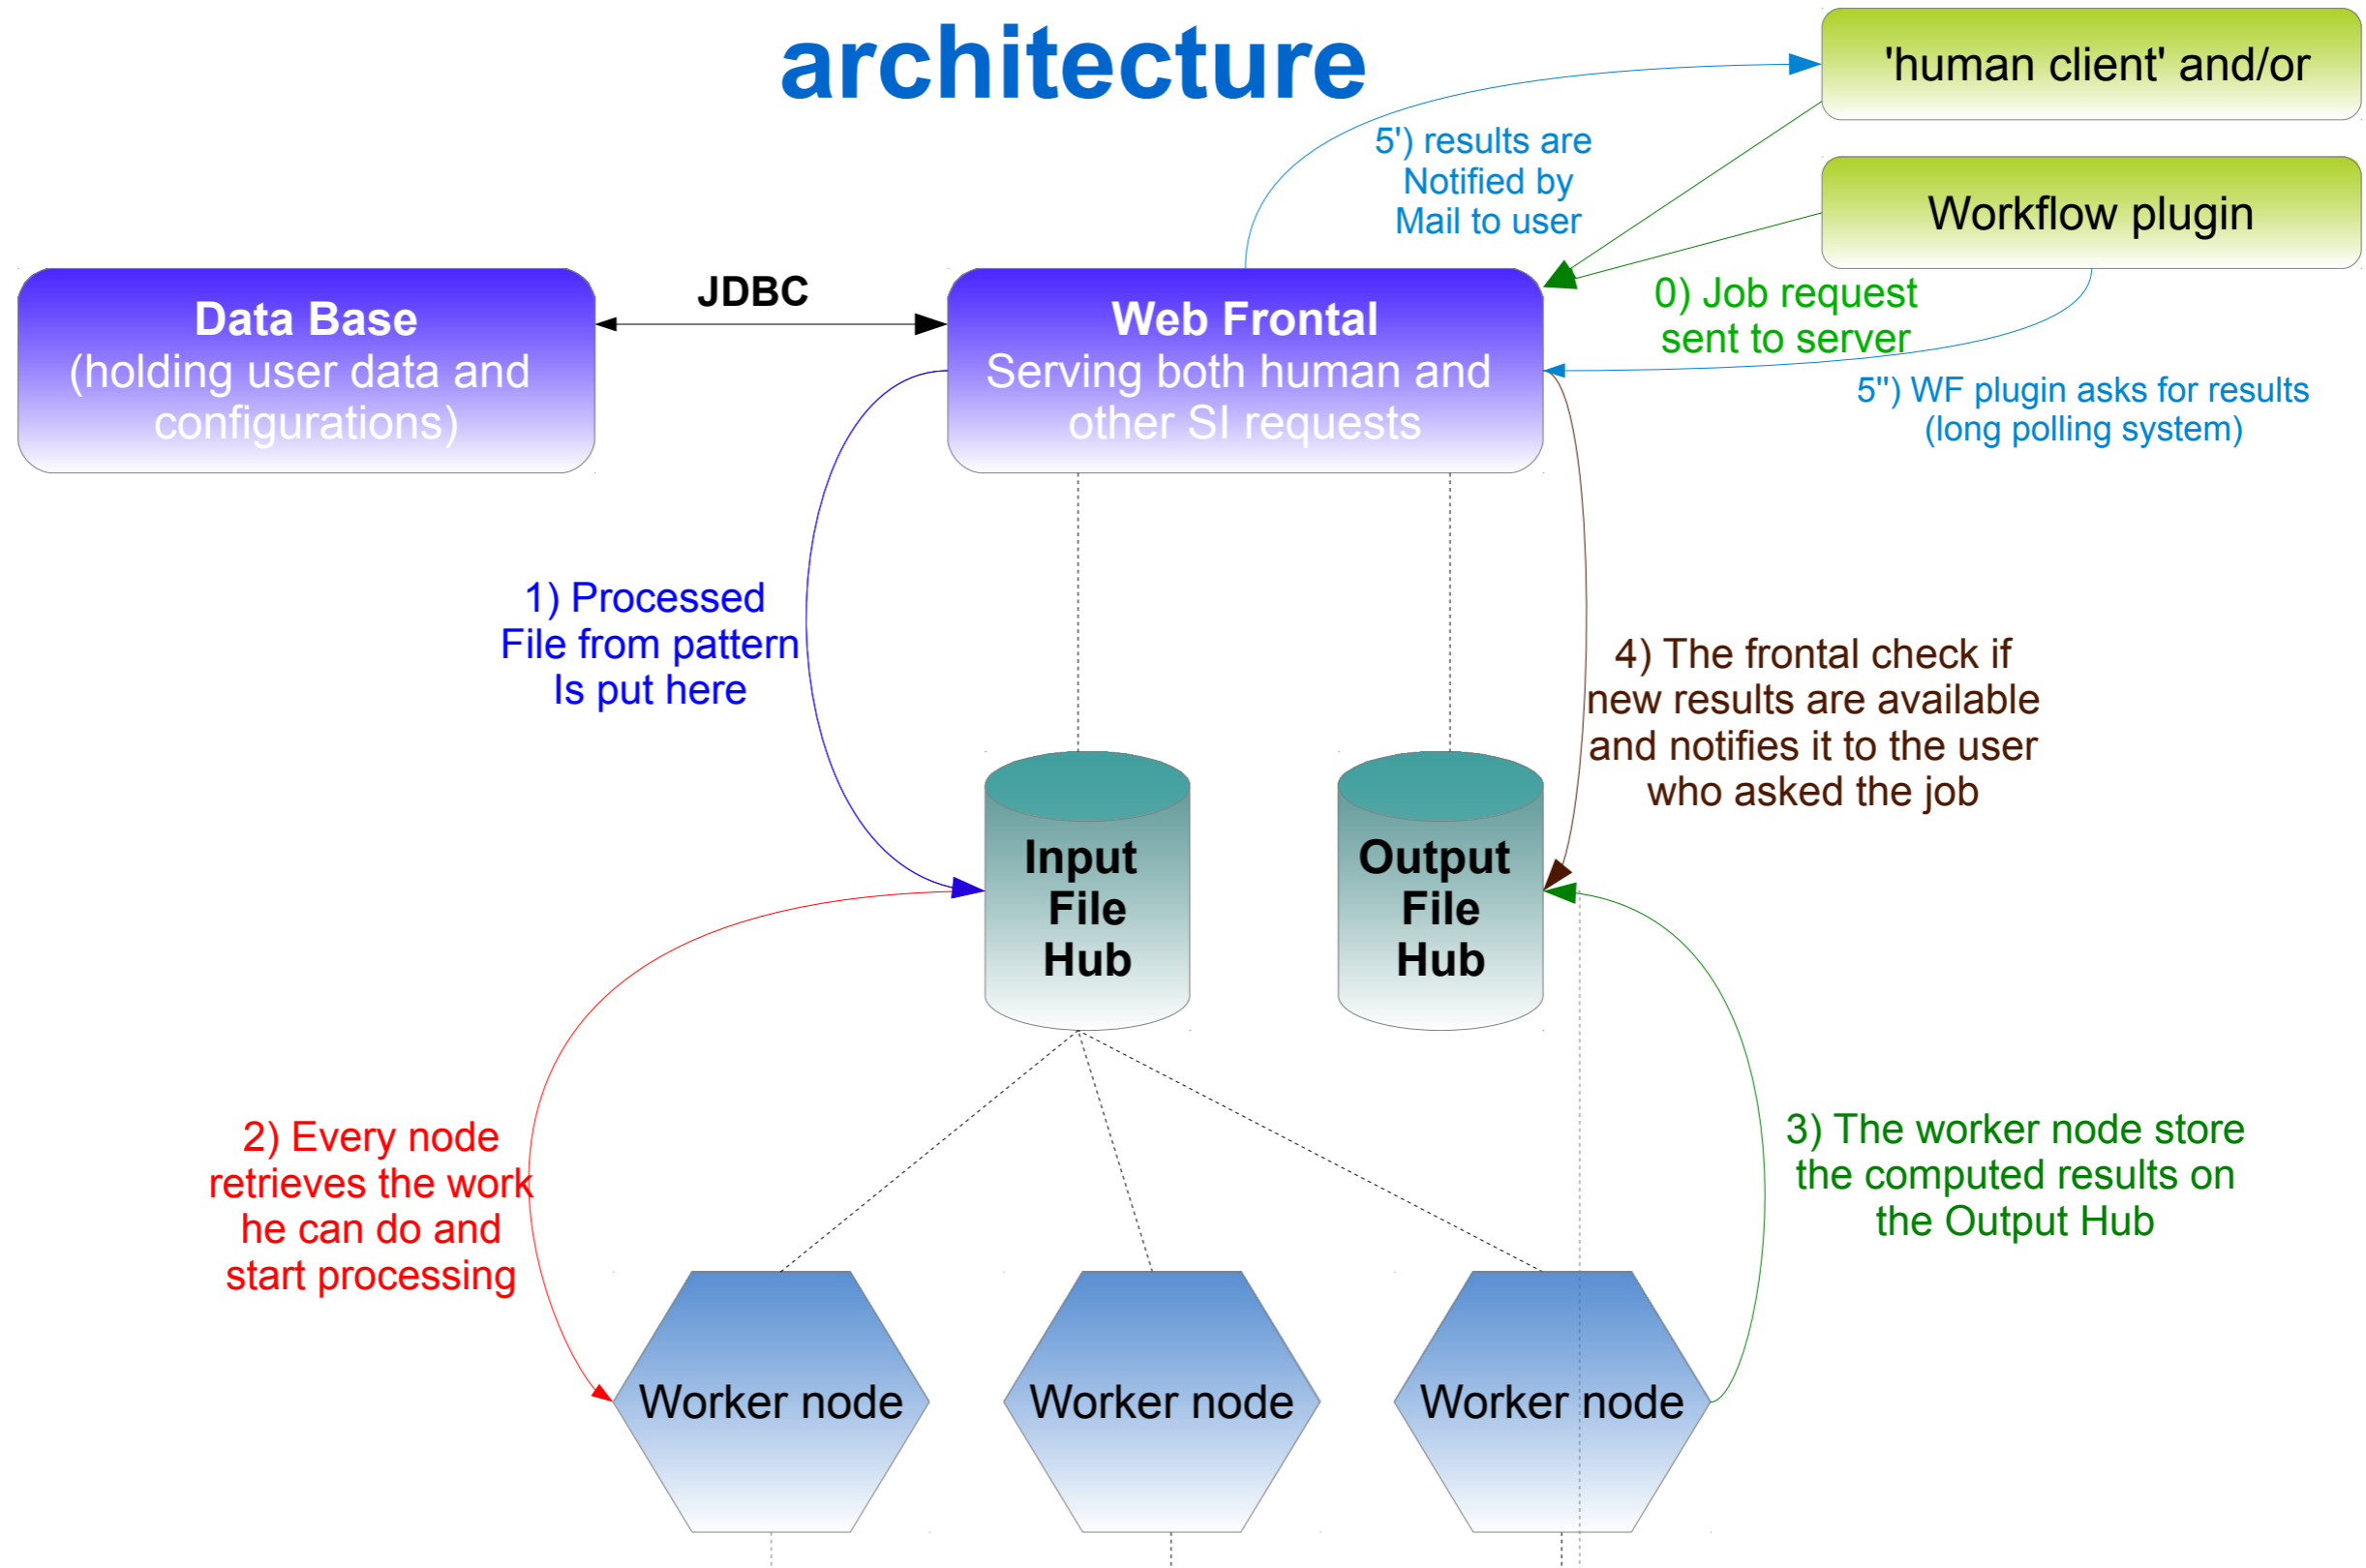 architecture
'human client' and/or
5') results are
Notified by
Mail to user
Workflow plugin
Data Base
(holding user data and
configurations)
JDBC
Web Frontal
Serving both human and
other SI requests
0) Job request
sent to server
5'') WF plugin asks for results
(long polling system)
1) Processed
File from pattern
Is put here
4) The frontal check if
new results are available
and notifies it to the user
who asked the job
Input
File
Hub
Output
File
Hub
2) Every node
retrieves the work
he can do and
start processing
3) The worker node store
the computed results on
the Output Hub
Worker node
Worker node
Worker node